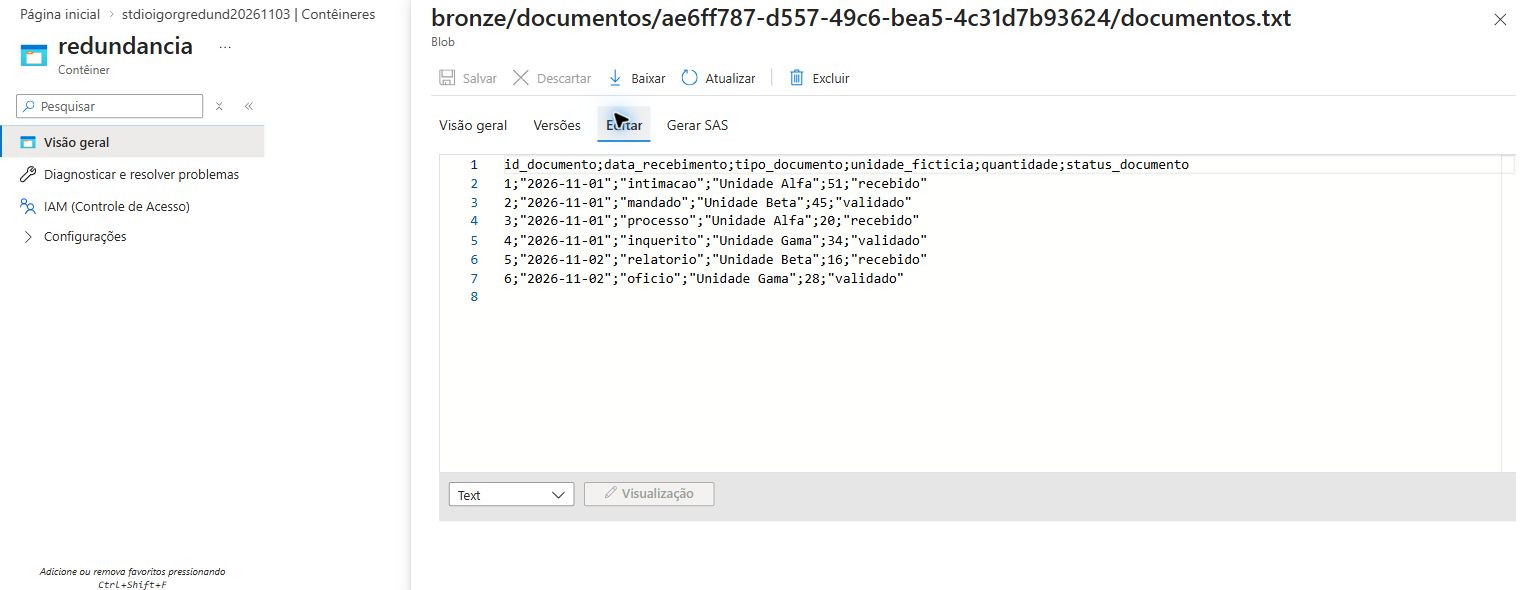 Página inicial > stdioigorgredund20261103 | Contêineres
redundancia ...
Contêiner
Pesquisar
Visão geral
Diagnosticar e resolver problemas
IAM (Controle de Acesso)
Configurações
Adicione ou remova favoritos pressionando
Ctrl+Shift+F
bronze/documentos/ae6ff787-d557-49c6-bea5-4c31d7b93624/documentos.txt
Blob
Salvar Descartar Baixar Atualizar Excluir
Visão geral Versões Editar Gerar SAS
1 id_documento;data_recebimento;tipo_documento;unidade_ficticia;quantidade;status_documento
2 1;"2026-11-01";"intimacao";"Unidade Alfa";51;"recebido"
3 2;"2026-11-01";"mandado";"Unidade Beta";45;"validado"
4 3;"2026-11-01";"processo";"Unidade Alfa";20;"recebido"
5 4;"2026-11-01";"inquerito";"Unidade Gama";34;"validado"
6 5;"2026-11-02";"relatorio";"Unidade Beta";16;"recebido"
7 6;"2026-11-02";"oficio";"Unidade Gama";28;"validado"
8
Text Visualização